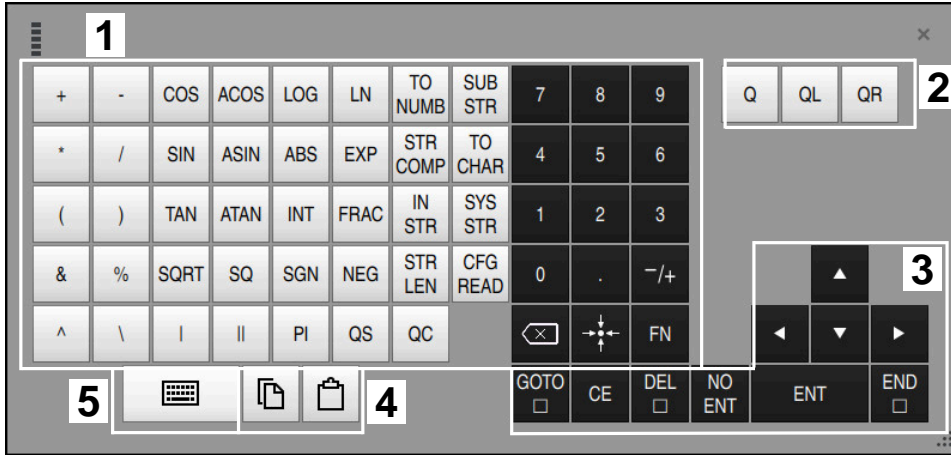 1
×
+ - COS ACOS LOG LN TO NUMB SUB STR 7 8 9 Q QL QR 2
* / SIN ASIN ABS EXP STR COMP TO CHAR 4 5 6
( ) TAN ATAN INT FRAC IN STR SYS STR 1 2 3
& % SQRT SQ SGN NEG STR LEN CFG READ 0 . −/+ 3
^ \ | || PI QS QC FN
5 4 GOTO □ CE DEL □ NO ENT ENT END □